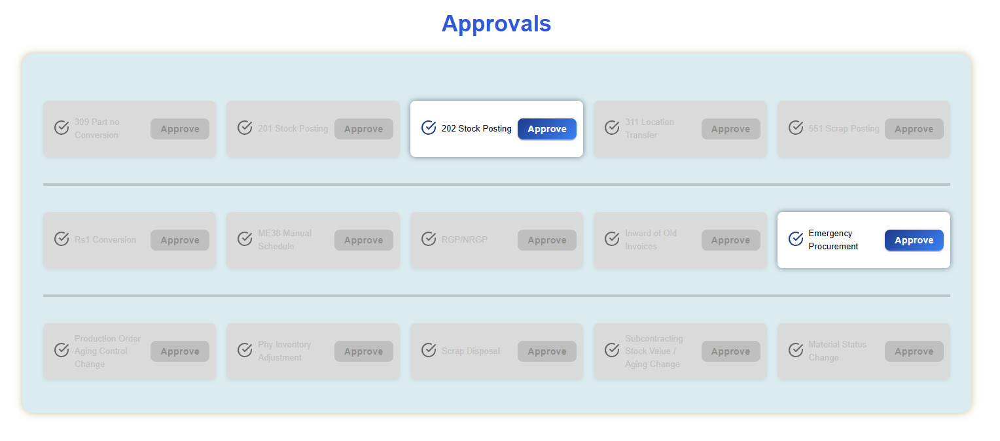 Approvals
309 Part no
Conversion
Approve
201 Stock Posting
Approve
202 Stock Posting
Approve
311 Location
Transfer
Approve
551 Scrap Posting
Approve
Rs1 Conversion
Approve
ME38 Manual
Schedule
Approve
RGP/NRGP
Approve
Inward of Old
Invoices
Approve
Emergency
Procurement
Approve
Production Order
Aging Control
Change
Approve
Phy Inventory
Adjustment
Approve
Scrap Disposal
Approve
Subcontracting
Stock Value /
Aging Change
Approve
Material Status
Change
Approve